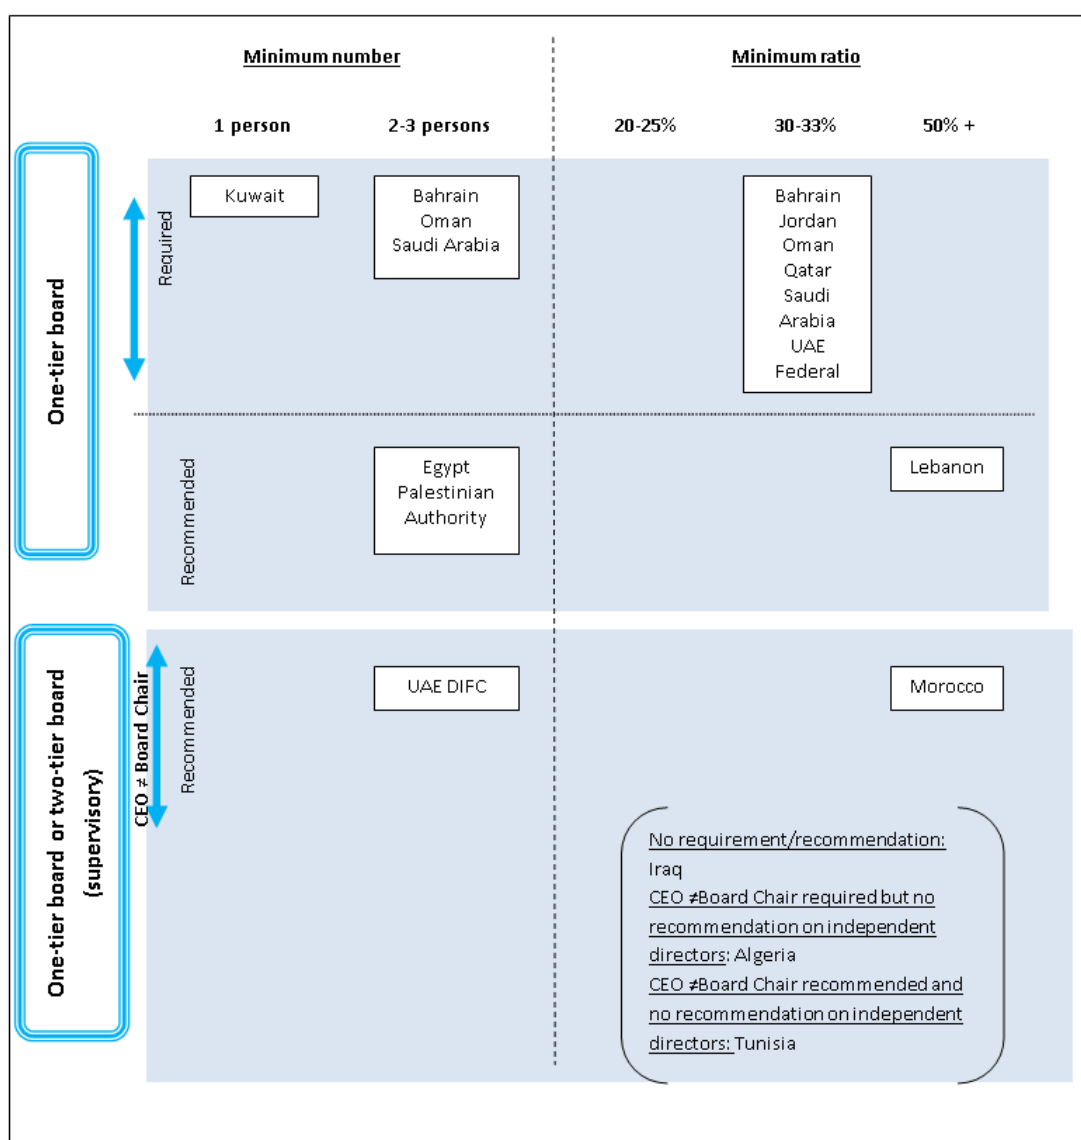 Minimum number
Minimum ratio
1 person
2-3 persons
20-25%
30-33%
50% +
One-tier board
Required
Kuwait
Bahrain
Oman
Saudi Arabia
Bahrain
Jordan
Oman
Qatar
Saudi
Arabia
UAE
Federal
Recommended
Egypt
Palestinian
Authority
Lebanon
One-tier board or two-tier board
(supervisory)
CEO ≠ Board Chair
Recommended
UAE DIFC
Morocco
No requirement/recommendation:
Iraq
CEO ≠Board Chair required but no
recommendation on independent
directors: Algeria
CEO ≠Board Chair recommended and
no recommendation on independent
directors: Tunisia